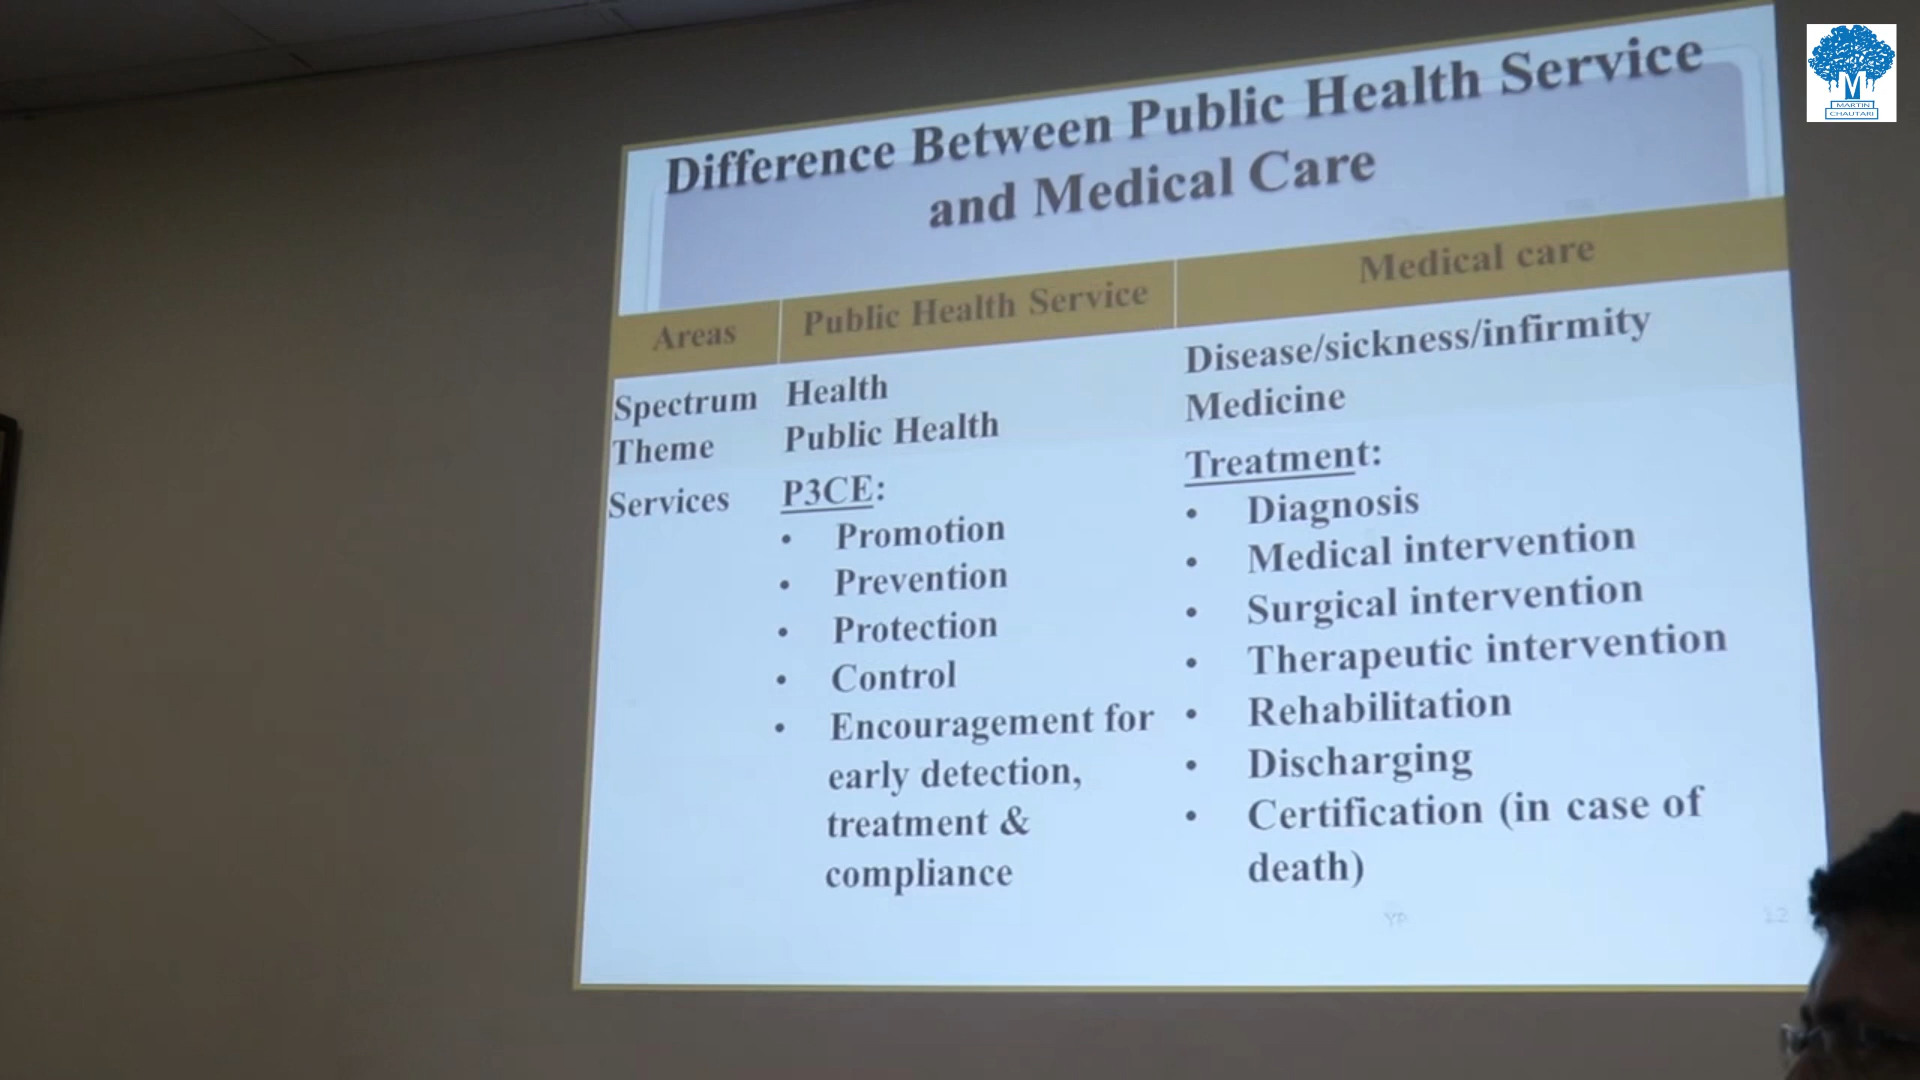 Difference Between Public Health Service
and Medical Care
Areas
Public Health Service
Medical care
Spectrum
Health
Disease/sickness/infirmity
Theme
Public Health
Medicine
Services
P3CE:
• Promotion
• Prevention
• Protection
• Control
• Encouragement for
early detection,
treatment &
compliance
Treatment:
• Diagnosis
• Medical intervention
• Surgical intervention
• Therapeutic intervention
• Rehabilitation
• Discharging
• Certification (in case of
death)
YP
12
M
MARTIN
CHAUTARI